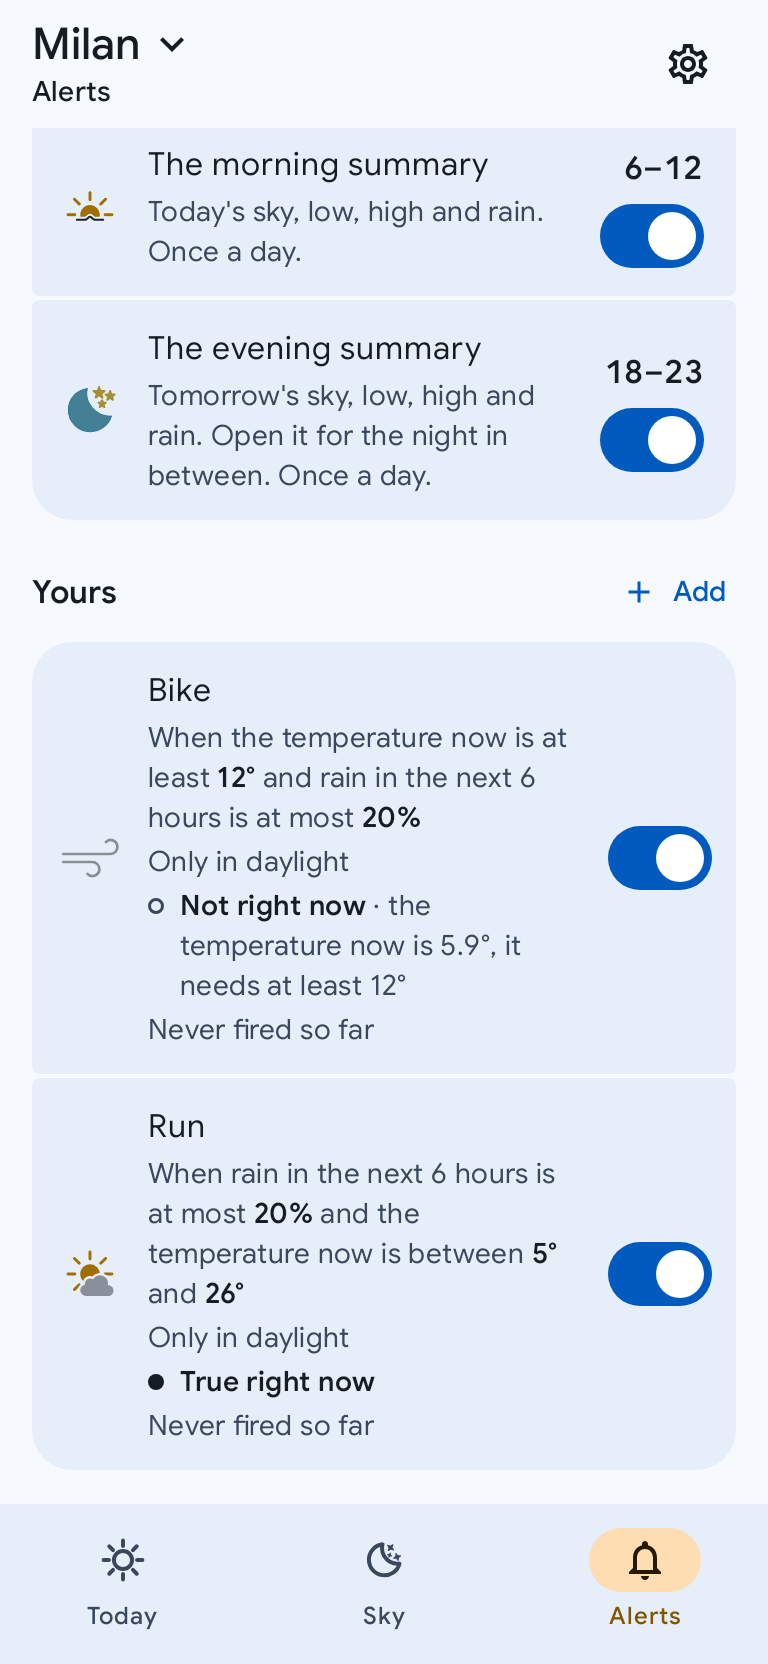 Milan
Alerts
The morning summary
6–12
Today's sky, low, high and rain.
Once a day.
The evening summary
18–23
Tomorrow's sky, low, high and
rain. Open it for the night in
between. Once a day.
Yours
+ Add
Bike
When the temperature now is at
least 12° and rain in the next 6
hours is at most 20%
Only in daylight
Not right now · the
temperature now is 5.9°, it
needs at least 12°
Never fired so far
Run
When rain in the next 6 hours is
at most 20% and the
temperature now is between 5°
and 26°
Only in daylight
True right now
Never fired so far
Today
Sky
Alerts